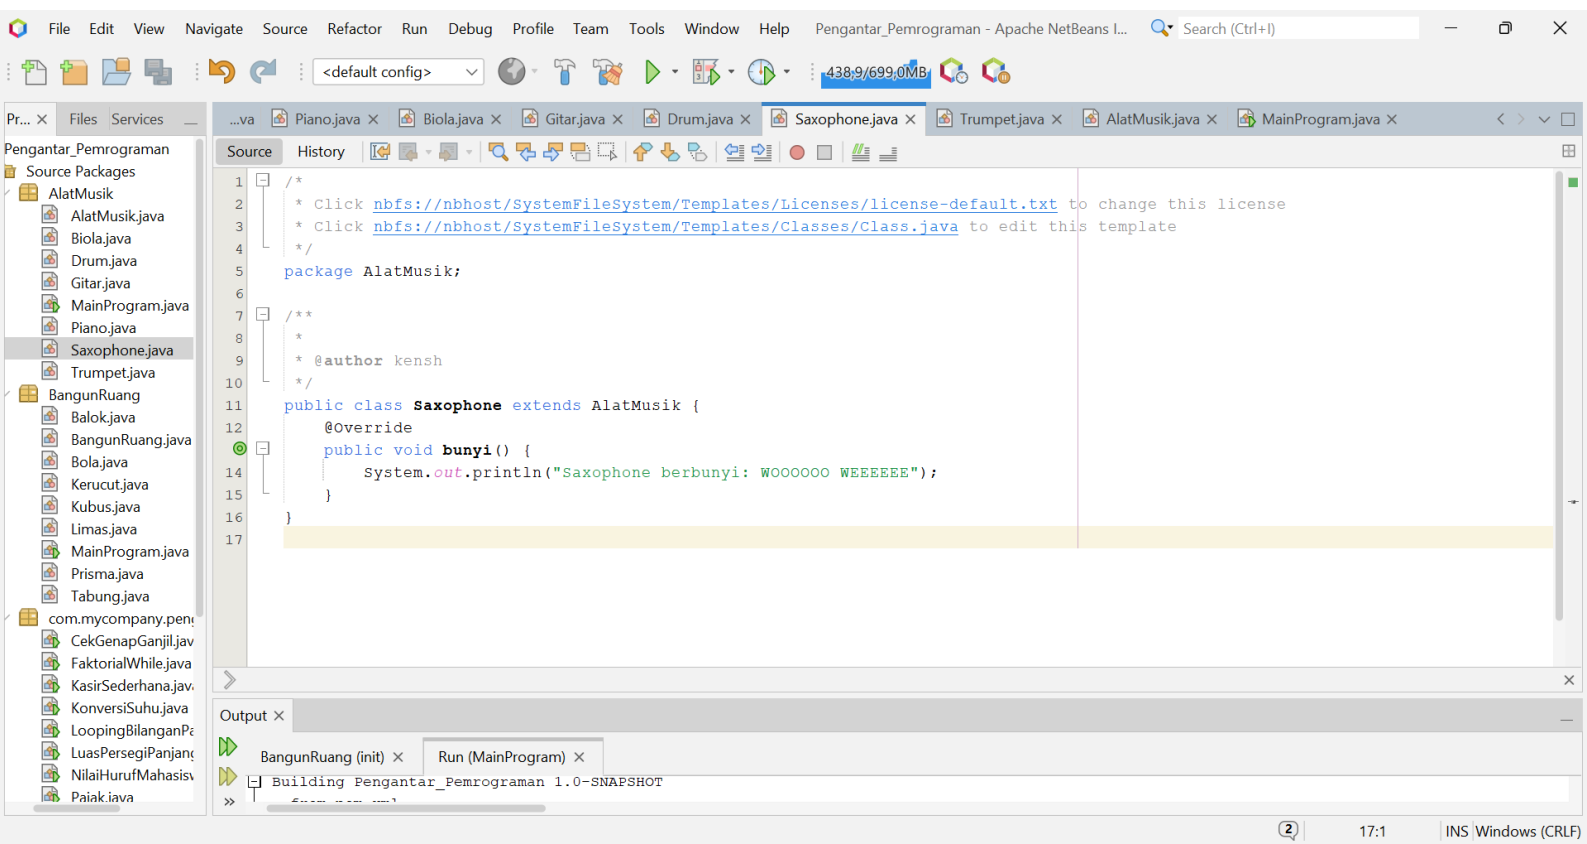 File Edit View Navigate Source Refactor Run Debug Profile Team Tools Window Help Pengantar_Pemrograman - Apache NetBeans I... Search (Ctrl+I)
<default config> 438,9/699,0MB
Pr... Files Services
...va Piano.java Biola.java Gitar.java Drum.java Saxophone.java Trumpet.java AlatMusik.java MainProgram.java
Source History
Pengantar_Pemrograman
Source Packages
AlatMusik
AlatMusik.java
Biola.java
Drum.java
Gitar.java
MainProgram.java
Piano.java
Saxophone.java
Trumpet.java
BangunRuang
Balok.java
BangunRuang.java
Bola.java
Kerucut.java
Kubus.java
Limas.java
MainProgram.java
Prisma.java
Tabung.java
com.mycompany.peng
CekGenapGanjil.jav
FaktorialWhile.java
KasirSederhana.java
KonversiSuhu.java
LoopingBilanganPa
LuasPersegiPanjang
NilaiHurufMahasisw
Pajak.java
1 /*
2 * Click nbfs://nbhost/SystemFileSystem/Templates/Licenses/license-default.txt to change this license
3 * Click nbfs://nbhost/SystemFileSystem/Templates/Classes/Class.java to edit this template
4 */
5 package AlatMusik;
6
7 /**
8 *
9 * @author kensh
10 */
11 public class Saxophone extends AlatMusik {
12 @Override
public void bunyi() {
14 System.out.println("Saxophone berbunyi: WOOOOOO WEEEEEE");
15 }
16 }
17
Output
BangunRuang (init) Run (MainProgram)
Building Pengantar_Pemrograman 1.0-SNAPSHOT
2 17:1 INS Windows (CRLF)